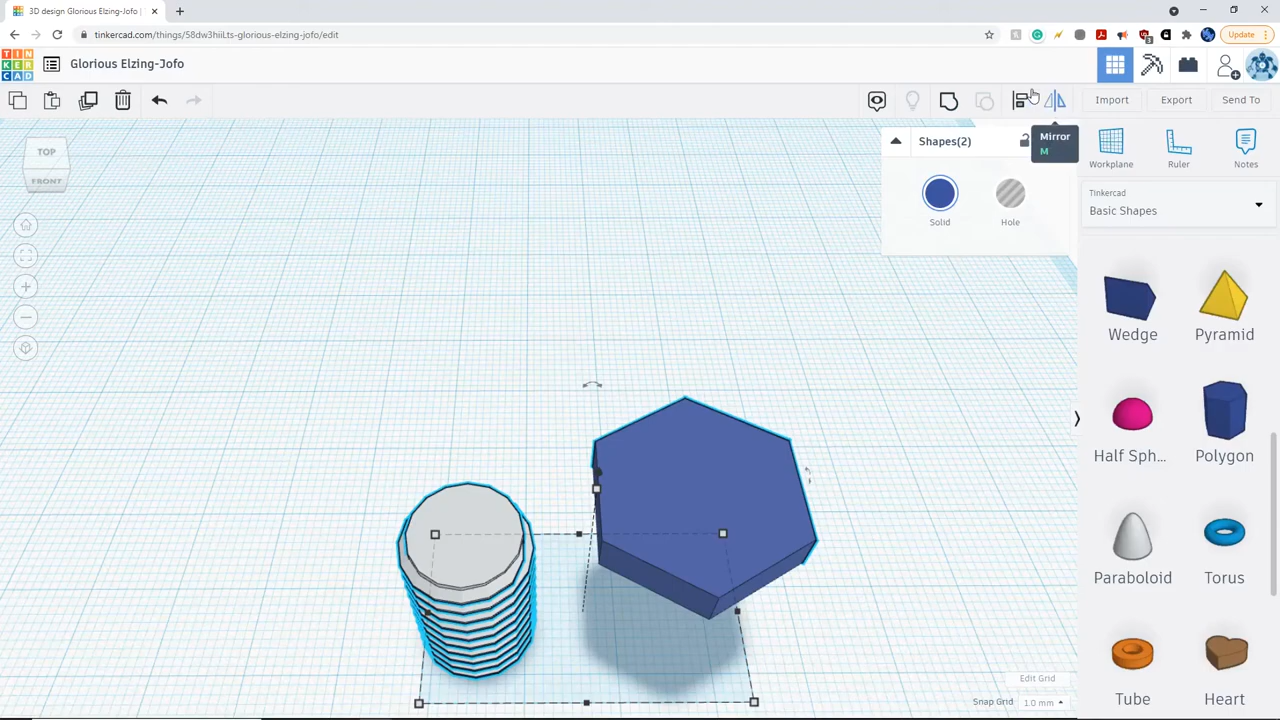 3D design Glorious Elzing-Jofo |
tinkercad.com/things/58dw3hiiLts-glorious-elzing-jofo/edit
Update
TIN
KER
CAD
Glorious Elzing-Jofo
Import
Export
Send To
Shapes(2)
Mirror
M
Solid
Hole
TOP
FRONT
Workplane
Ruler
Notes
Tinkercad
Basic Shapes
Wedge
Pyramid
Half Sph...
Polygon
Paraboloid
Torus
Tube
Heart
Edit Grid
Snap Grid 1.0 mm